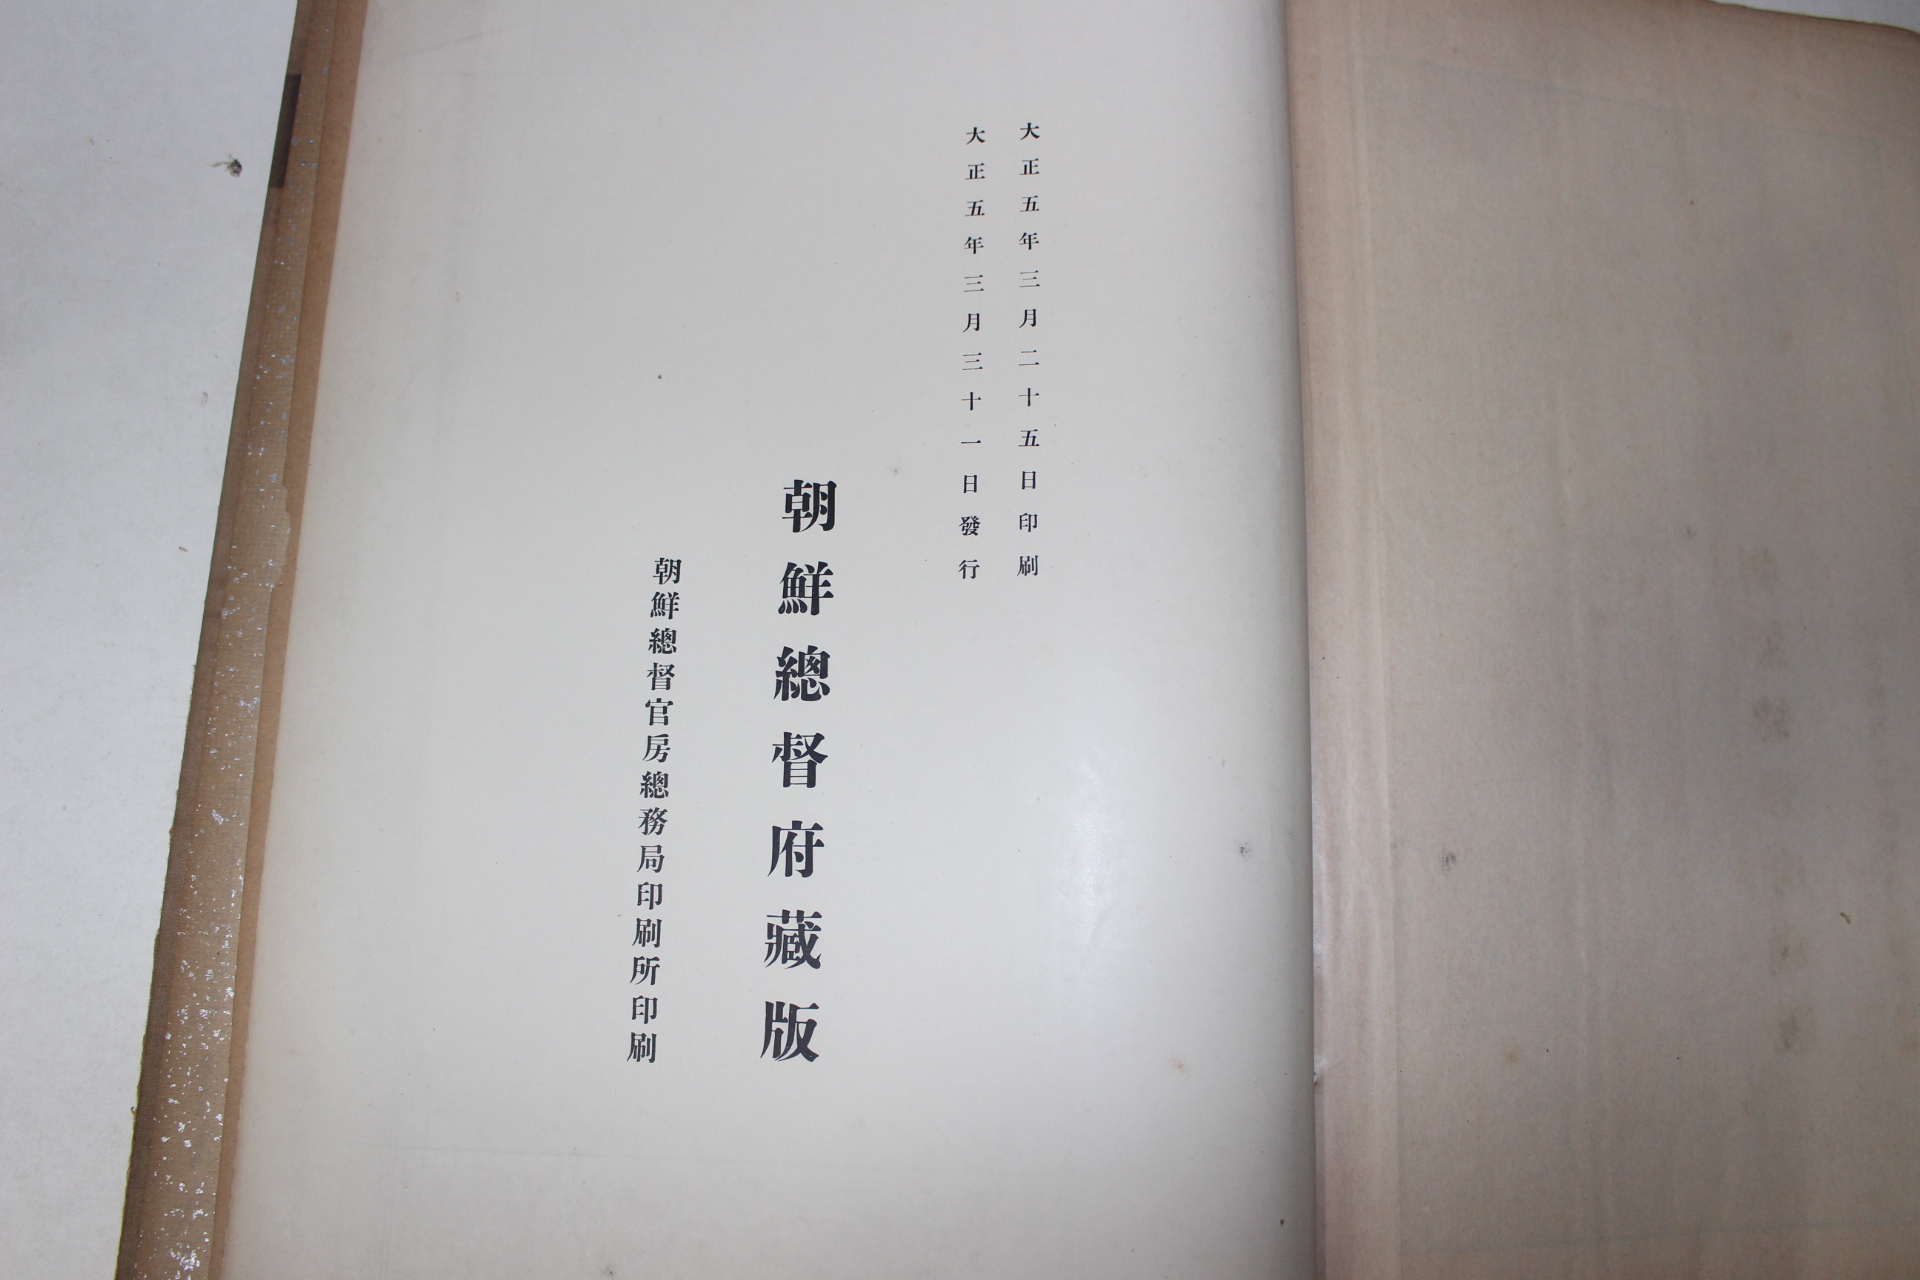 大正五年三月二十五日印刷
大正五年三月三十一日發行
朝鮮總督府藏版
朝鮮總督官房總務局印刷所印刷